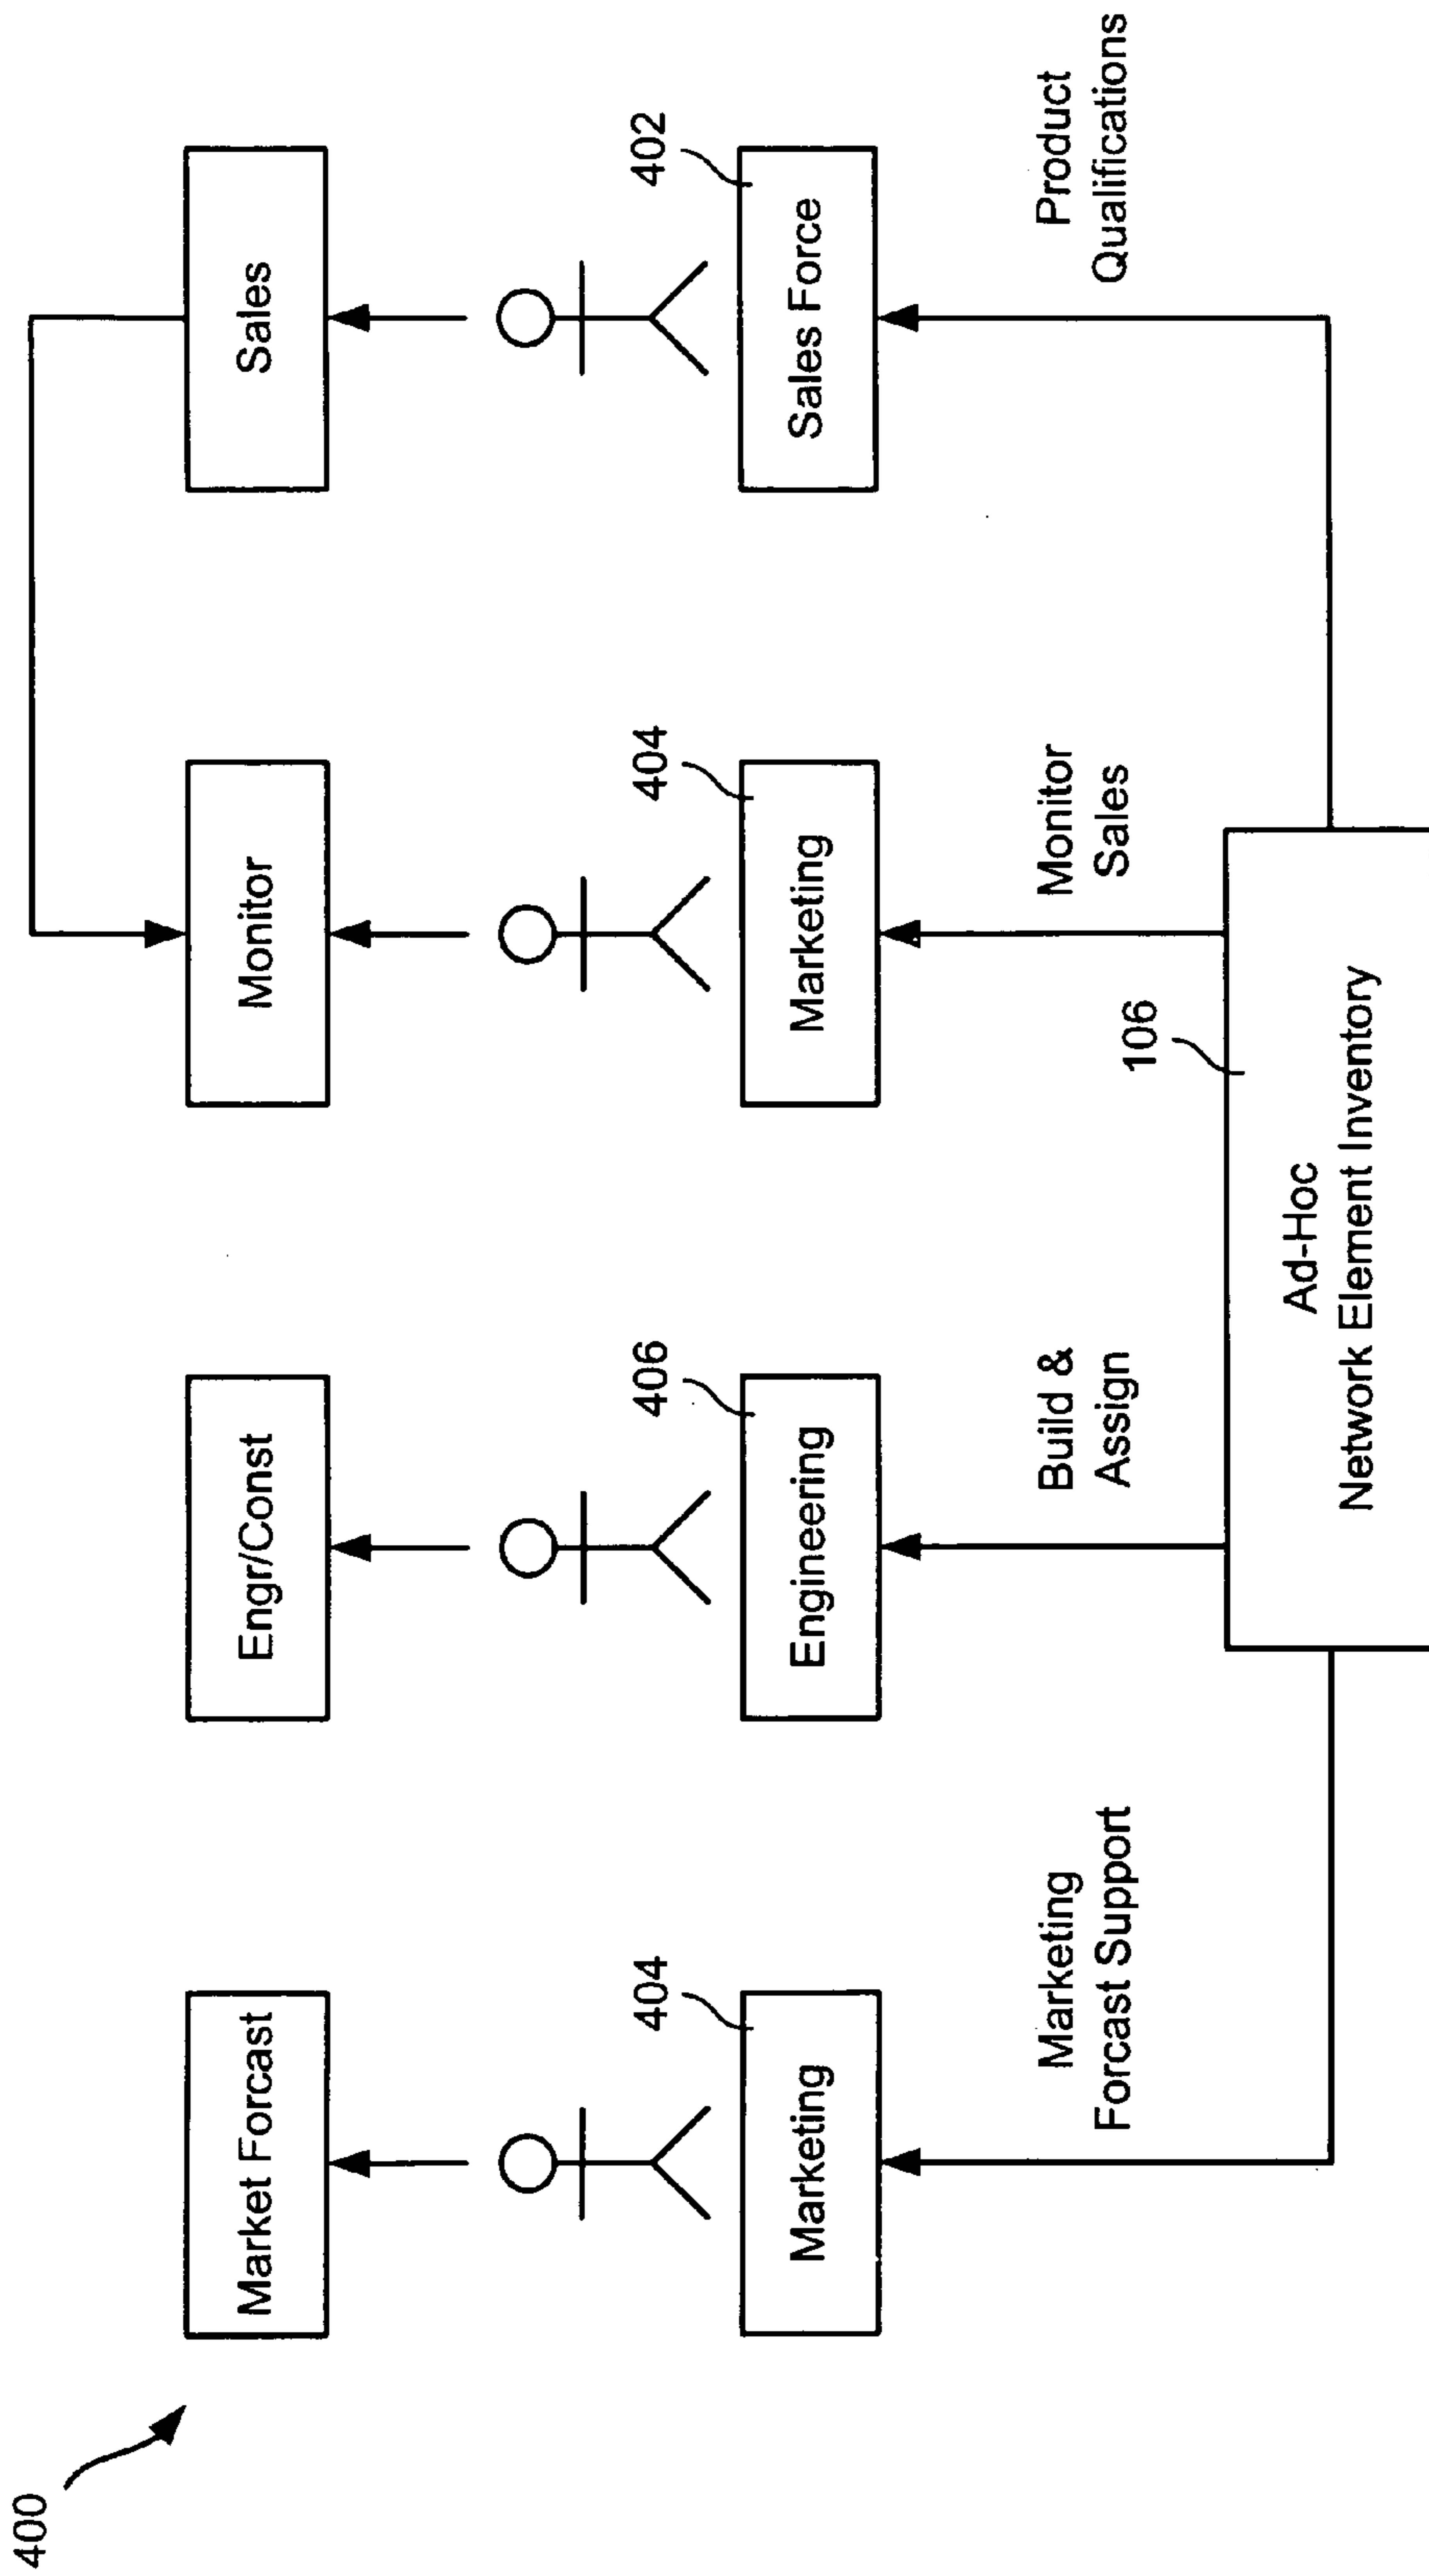 400
Market Forcast
Engr/Const
Monitor
Sales
404
406
404
402
Marketing
Engineering
Marketing
Sales Force
Marketing
Forcast Support
Build &
Assign
Monitor
Sales
Product
Qualifications
106
Ad-Hoc
Network Element Inventory